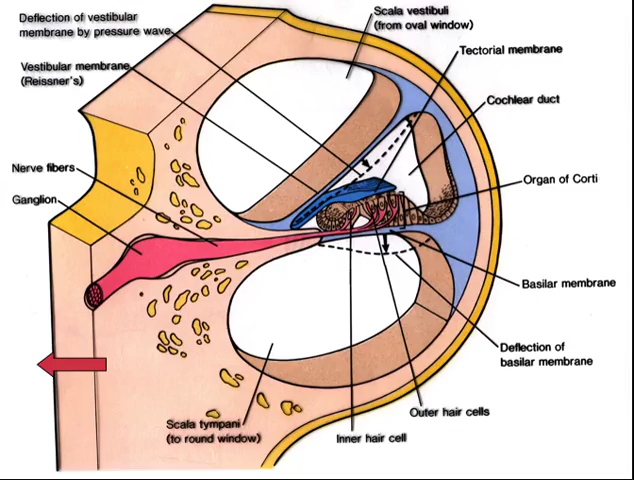 Deflection of vestibular
membrane by pressure wave
Vestibular membrane
(Reissner's)
Nerve fibers
Ganglion
Scala vestibuli
(from oval window)
Tectorial membrane
Cochlear duct
Organ of Corti
Basilar membrane
Deflection of
basilar membrane
Outer hair cells
Inner hair cell
Scala tympani
(to round window)